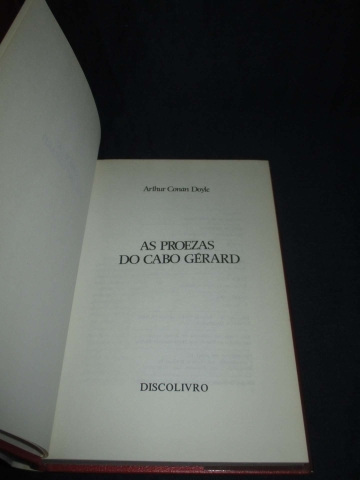 Arthur Conan Doyle
AS PROEZAS
DO CABO GÉRARD
DISCOLIVRO